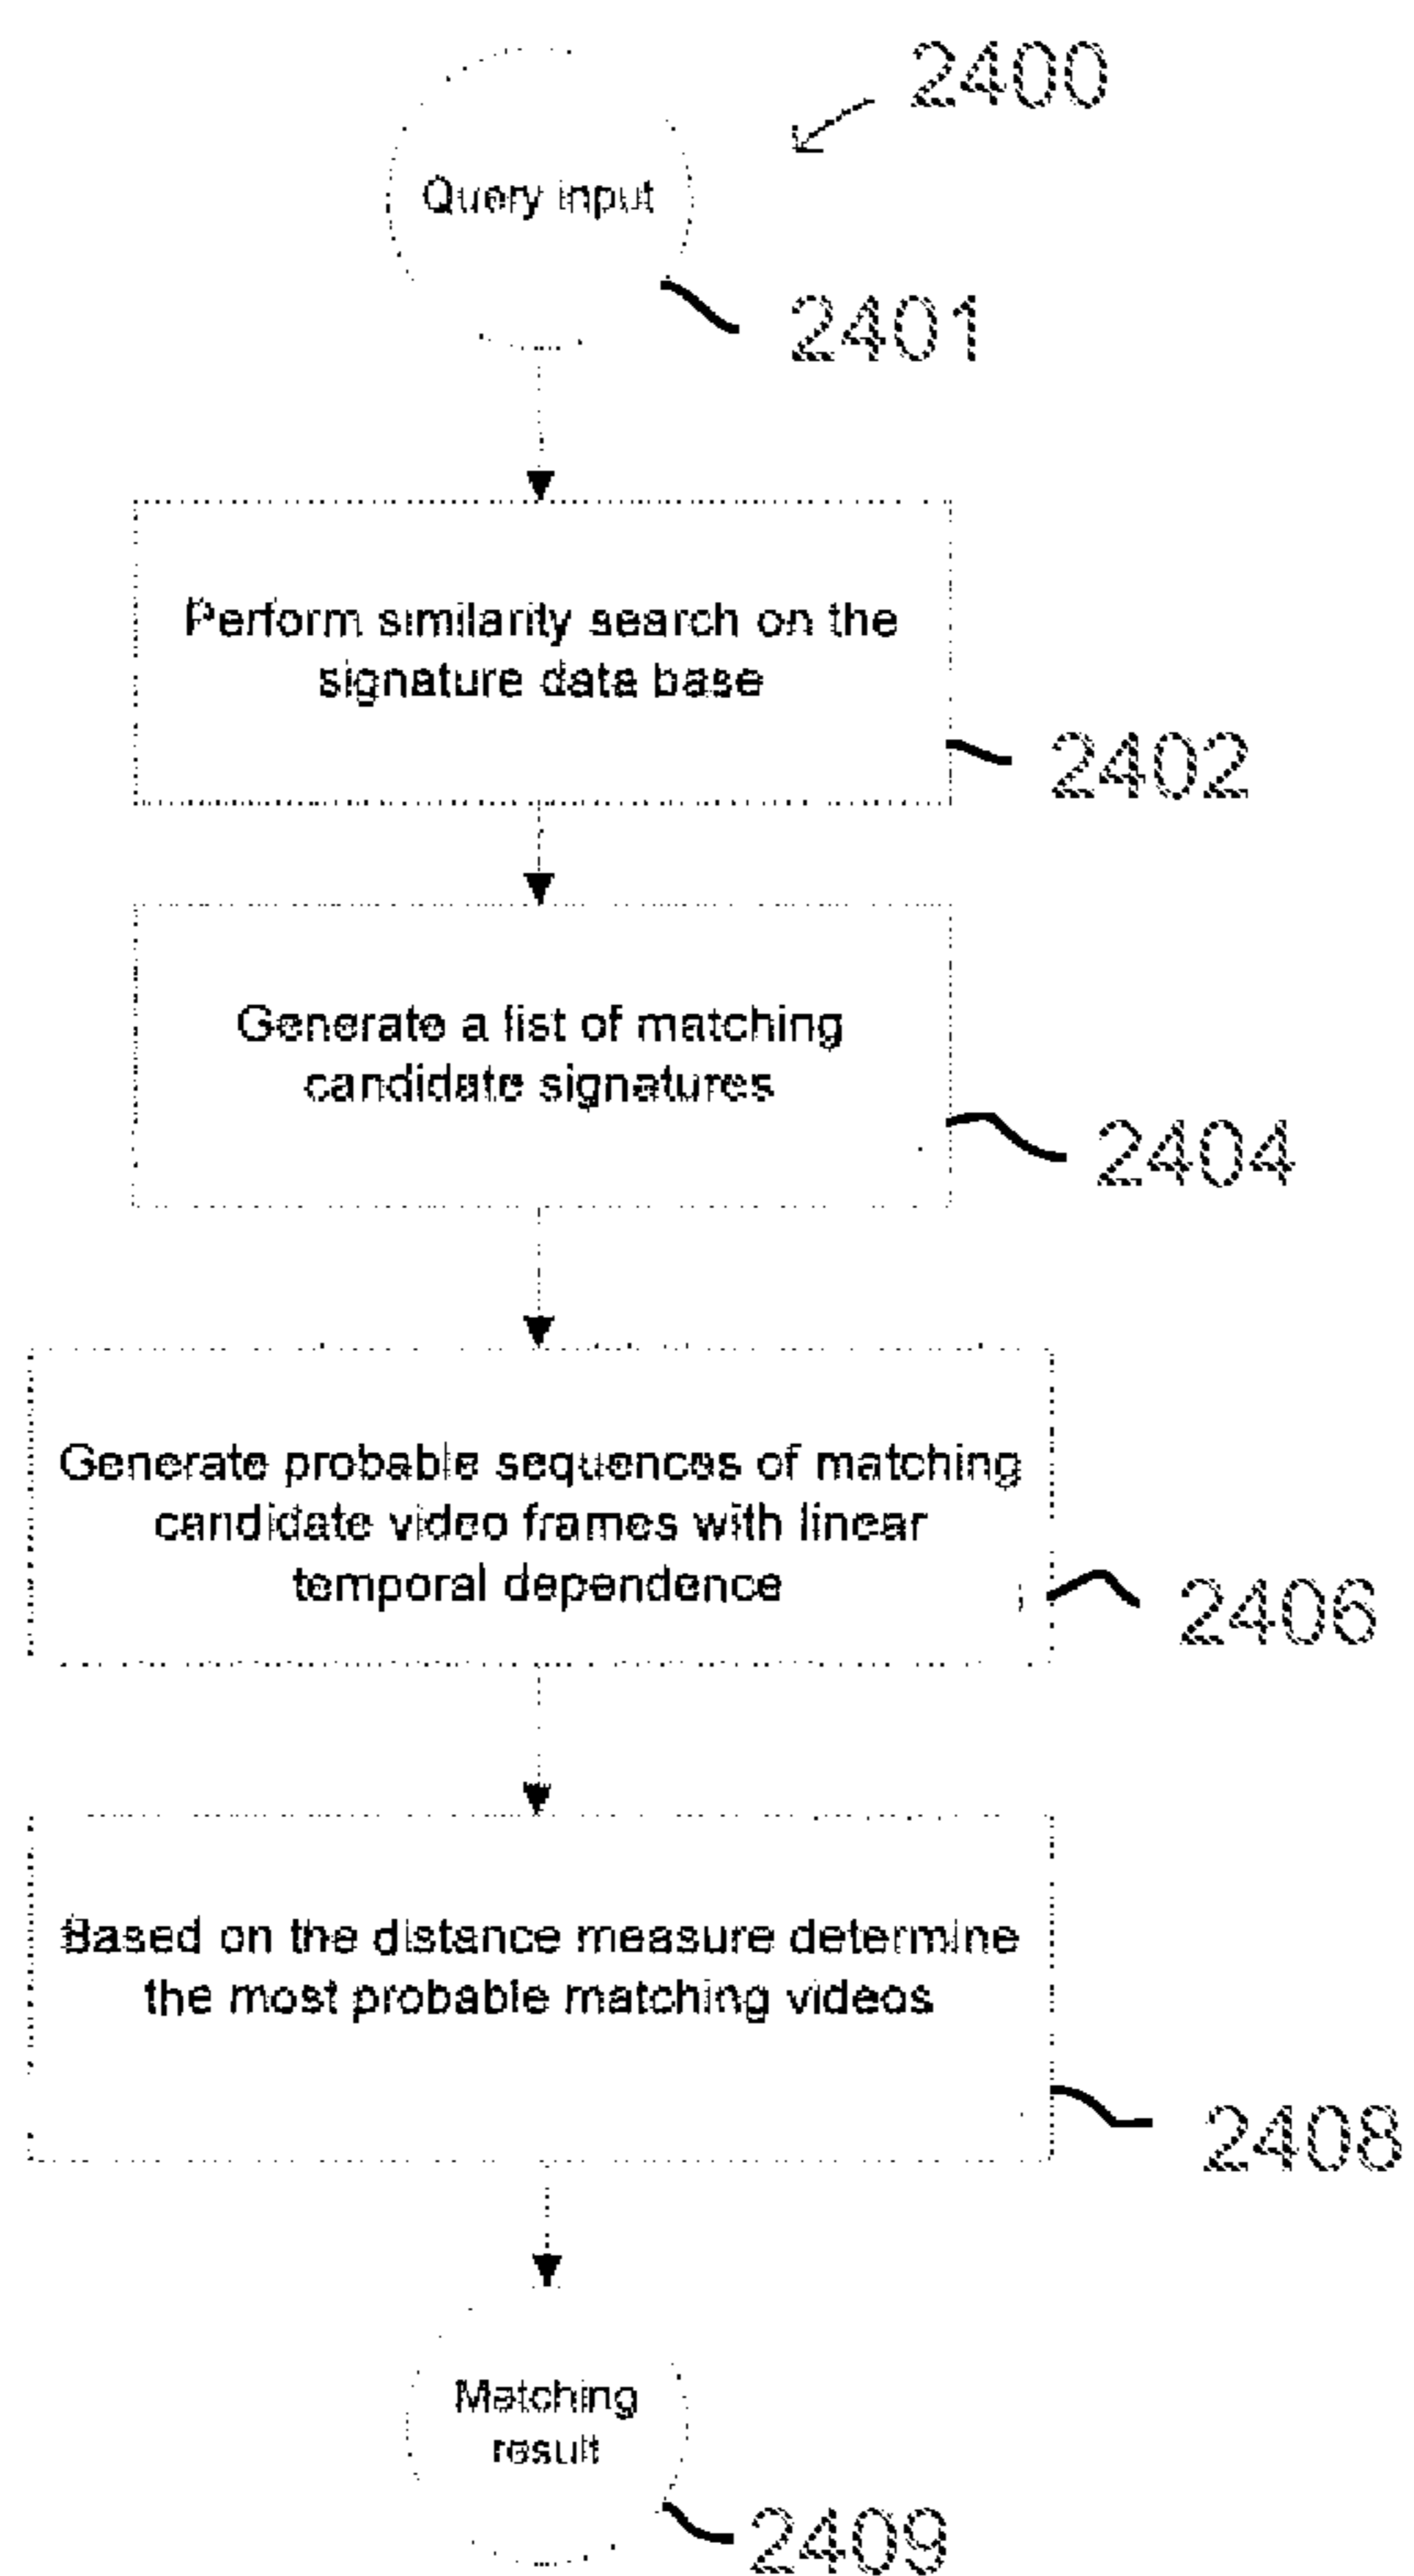 2400
Query input
2401
Perform similarity search on the
signature data base
2402
Generate a list of matching
candidate signatures
2404
Generate probable sequences of matching
candidate video frames with linear
temporal dependence
2406
Based on the distance measure determine
the most probable matching videos
2408
Matching
result
2409